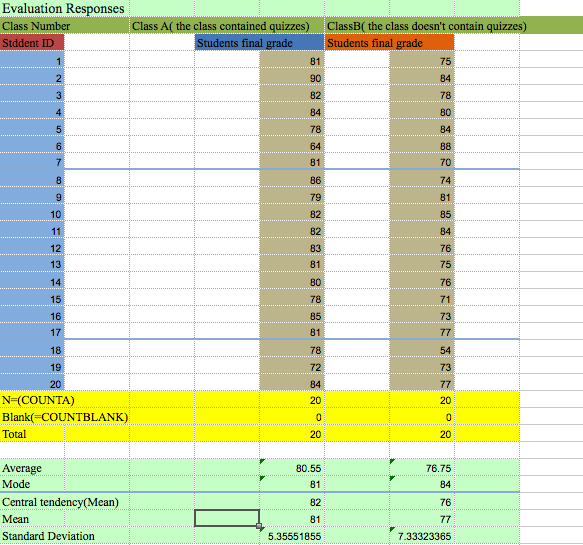 Evaluation Responses
Class Number Class A( the class contained quizzes) ClassB( the class doesn't contain quizzes)
Stddent ID Students final grade Students final grade
1 81 75
2 90 84
3 82 78
4 84 80
5 78 84
6 64 88
7 81 70
8 86 74
9 79 81
10 82 85
11 82 84
12 83 76
13 81 75
14 80 76
15 78 71
16 85 73
17 81 77
18 78 54
19 72 73
20 84 77
N=(COUNTA) 20 20
Blank(=COUNTBLANK) 0 0
Total 20 20
Average 80.55 76.75
Mode 81 84
Central tendency(Mean) 82 76
Mean 81 77
Standard Deviation 5.35551855 7.33323365